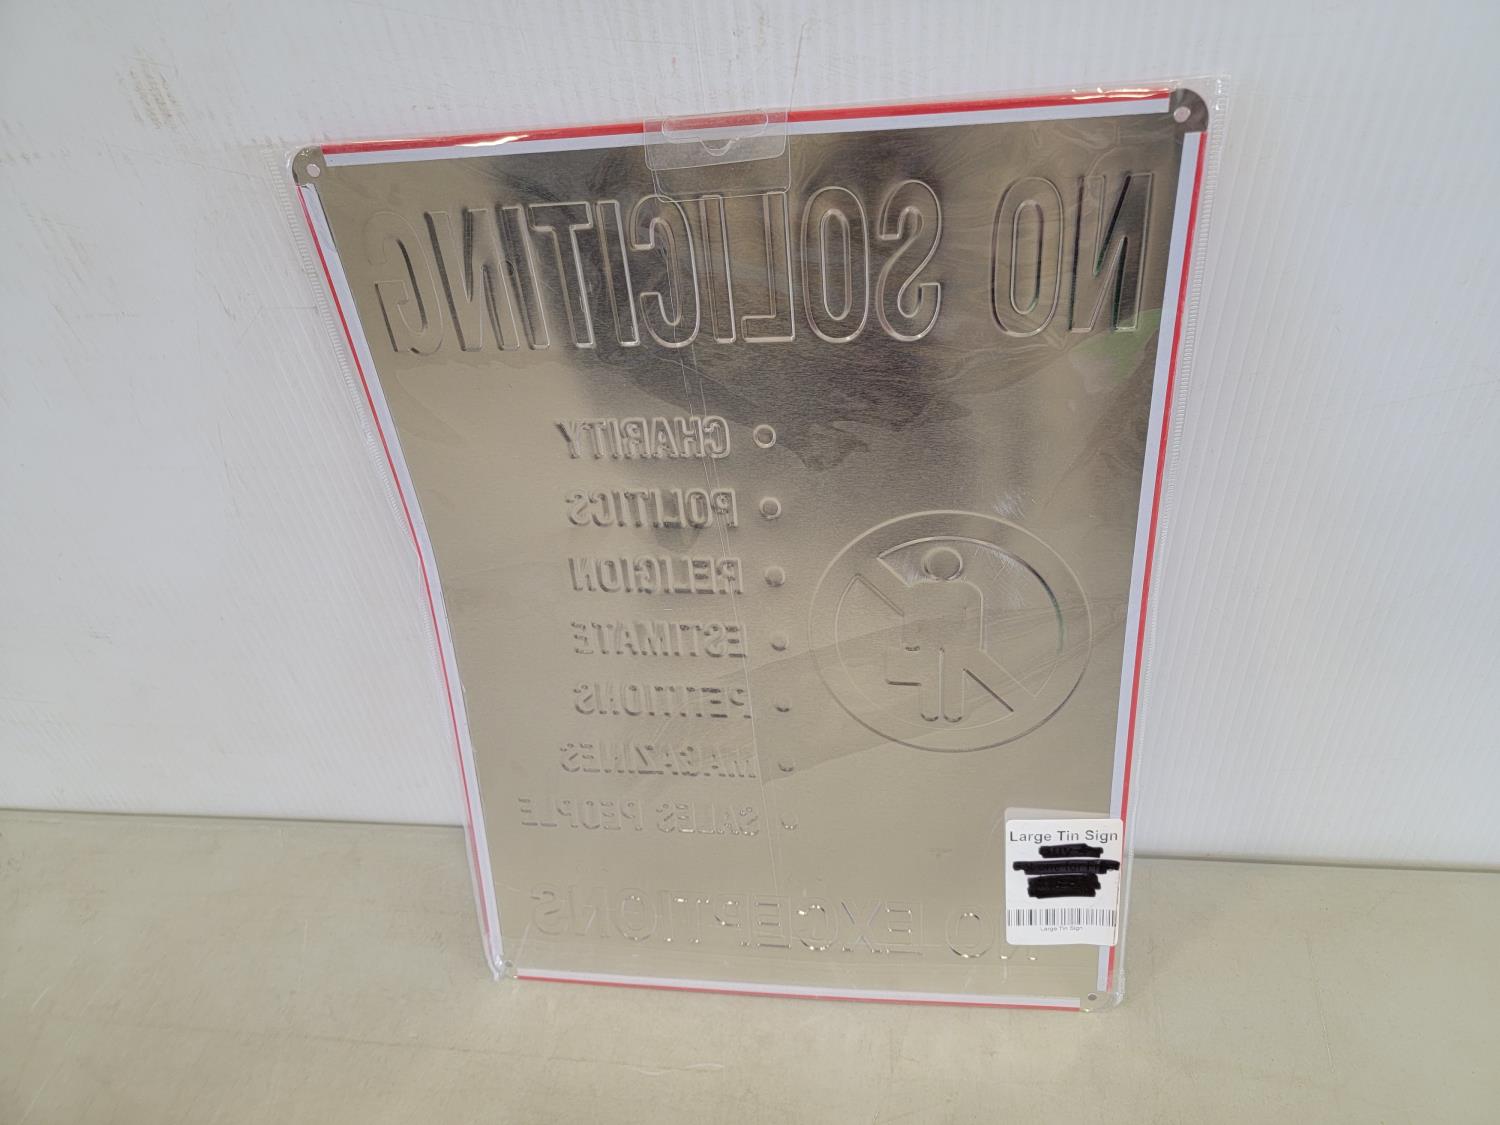 NO SOLICITING
• CHARITY
• POLITICS
• RELIGION
• ESTIMATE
• PETITIONS
• MAGAZINES
• SALES PEOPLE
NO EXCEPTIONS
Large Tin Sign
Large Tin Sign